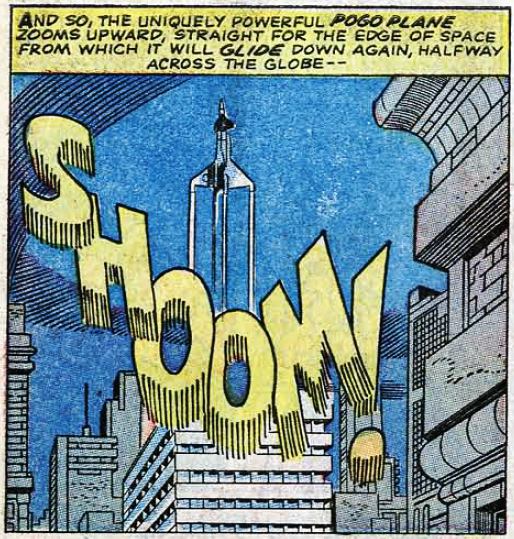 AND SO, THE UNIQUELY POWERFUL POGO PLANE
ZOOMS UPWARD, STRAIGHT FOR THE EDGE OF SPACE
FROM WHICH IT WILL GLIDE DOWN AGAIN, HALFWAY
ACROSS THE GLOBE--
SHOOM!